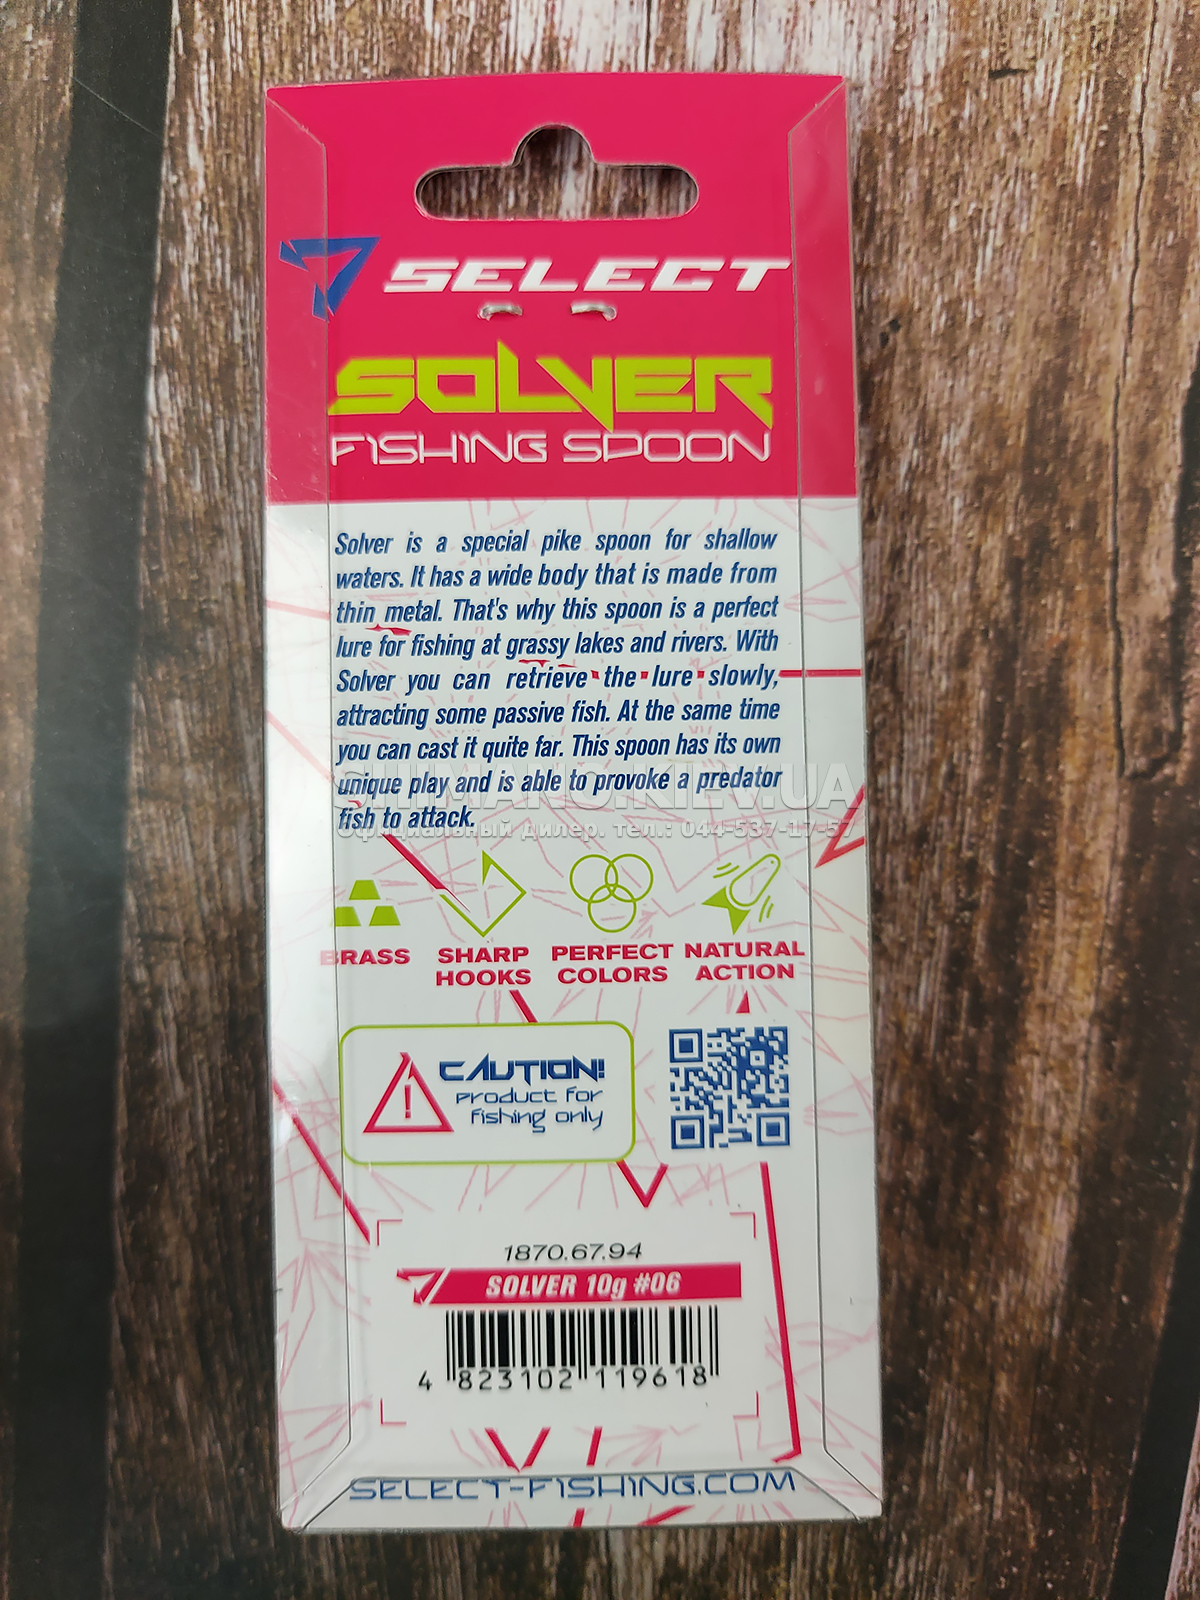 SELECT
SOLVER
FISHING SPOON
Solver is a special pike spoon for shallow
waters. It has a wide body that is made from
thin metal. That's why this spoon is a perfect
lure for fishing at grassy lakes and rivers. With
Solver you can retrieve the lure slowly,
attracting some passive fish. At the same time
you can cast it quite far. This spoon has its own
unique play and is able to provoke a predator
fish to attack.
SHIMANO.KIEV.UA
Официальный дилер. тел.: 044-537-17-57
BRASS
SHARP
HOOKS
PERFECT
COLORS
NATURAL
ACTION
CAUTION!
product for
fishing only
1870.67.94
SOLVER 10g #06
4 823102 119618
SELECT-FISHING.COM